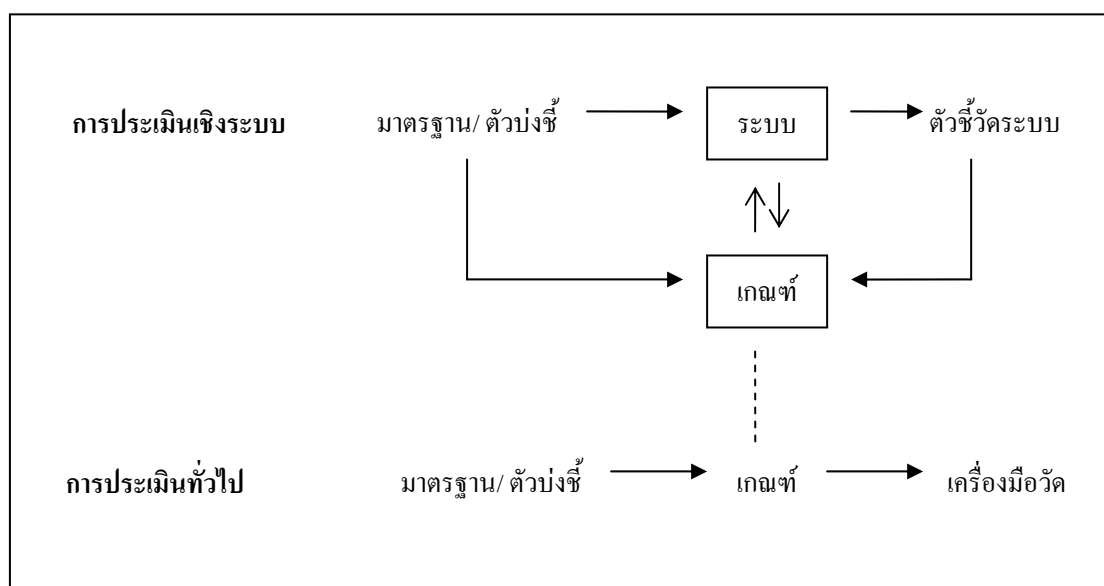 การประเมินเชิงระบบ มาตรฐาน/ ตัวบ่งชี้ ระบบ ตัวชี้วัดระบบ
เกณฑ์
การประเมินทั่วไป มาตรฐาน/ ตัวบ่งชี้ เกณฑ์ เครื่องมือวัด